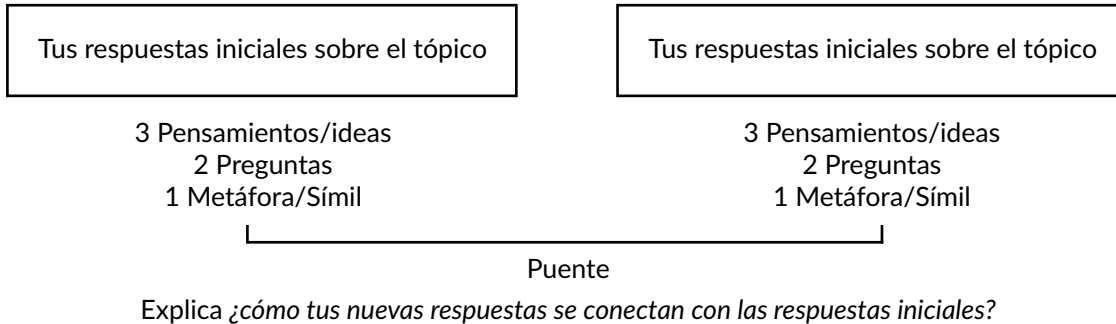 Tus respuestas iniciales sobre el tópico
Tus respuestas iniciales sobre el tópico
3 Pensamientos/ideas
2 Preguntas
1 Metáfora/Símil
3 Pensamientos/ideas
2 Preguntas
1 Metáfora/Símil
Puente
Explica ¿cómo tus nuevas respuestas se conectan con las respuestas iniciales?